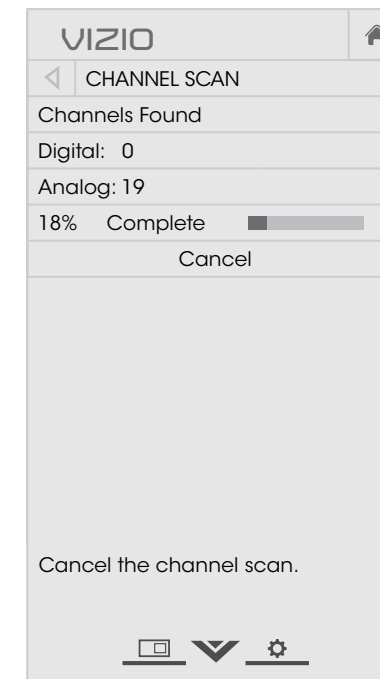 VIZIO
CHANNEL SCAN
Channels Found
Digital: 0
Analog: 19
18% Complete
Cancel
Cancel the channel scan.